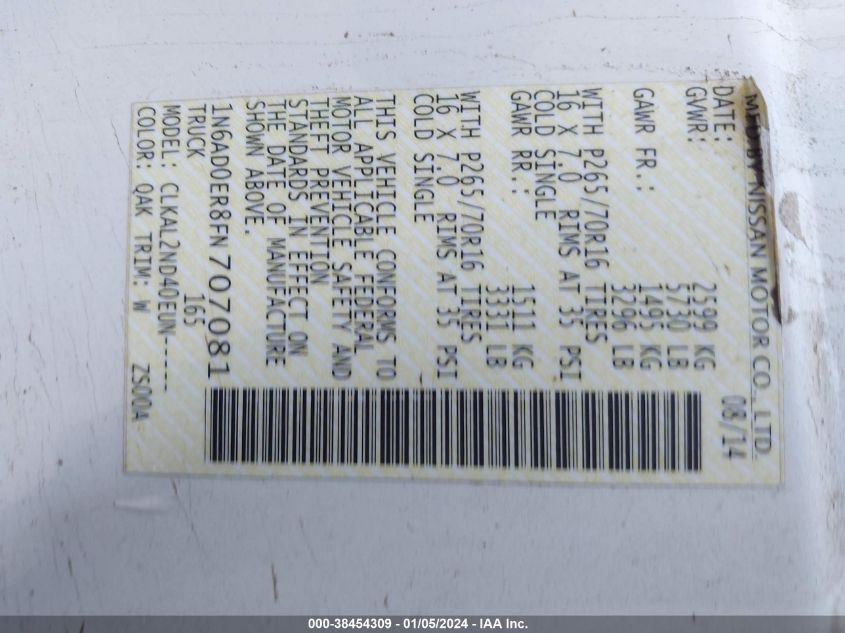 MFD BY NISSAN MOTOR CO., LTD.
DATE: 08/14
GVWR: 2599 KG
5730 LB
GAWR FR.: 1495 KG
3296 LB
WITH P265/70R16 TIRES
16 X 7.0 RIMS AT 35 PSI
COLD SINGLE
GAWR RR.: 1511 KG
3331 LB
WITH P265/70R16 TIRES
16 X 7.0 RIMS AT 35 PSI
COLD SINGLE
THIS VEHICLE CONFORMS TO
ALL APPLICABLE FEDERAL
MOTOR VEHICLE SAFETY AND
THEFT PREVENTION
STANDARDS IN EFFECT ON
THE DATE OF MANUFACTURE
SHOWN ABOVE.
1N6AD0ER8FN707081
TRUCK 165
MODEL: CLKAL2ND40EUN-----
COLOR: QAK TRIM: W ZS00A
000-38454309 - 01/05/2024 - IAA Inc.